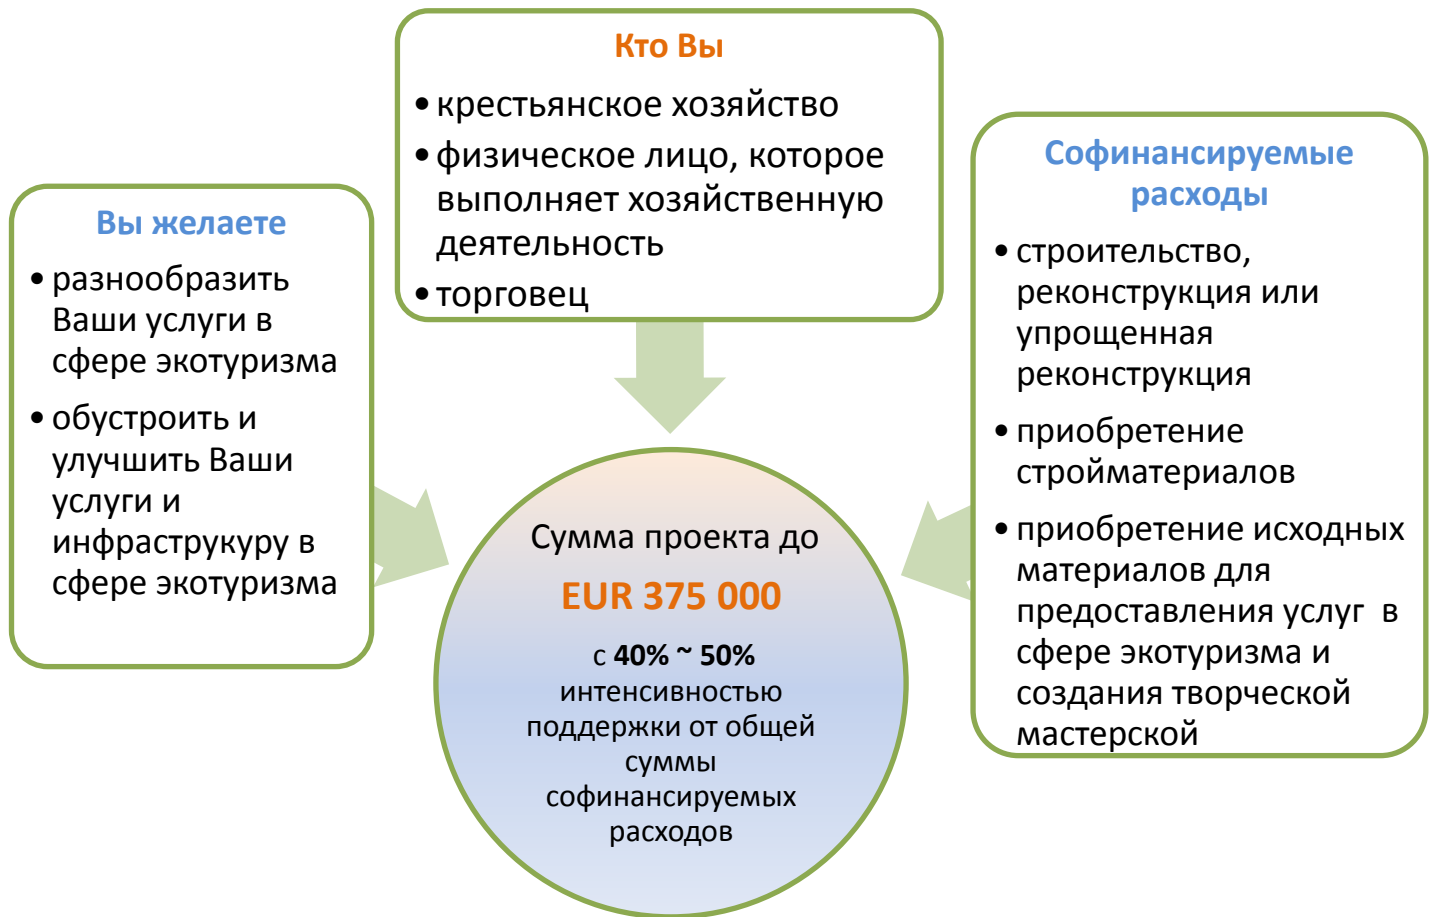 Кто Вы
• крестьянское хозяйство
• физическое лицо, которое
выполняет хозяйственную
деятельность
• торговец
Вы желаете
• разнообразить
Ваши услуги в
сфере экотуризма
• обустроить и
улучшить Ваши
услуги и
инфраструкуру в
сфере экотуризма
Софинансируемые
расходы
• строительство,
реконструкция или
упрощенная
реконструкция
• приобретение
стройматериалов
• приобретение исходных
материалов для
предоставления услуг в
сфере экотуризма и
создания творческой
мастерской
Сумма проекта до
EUR 375 000
с 40% ~ 50%
интенсивностью
поддержки от общей
суммы
софинансируемых
расходов